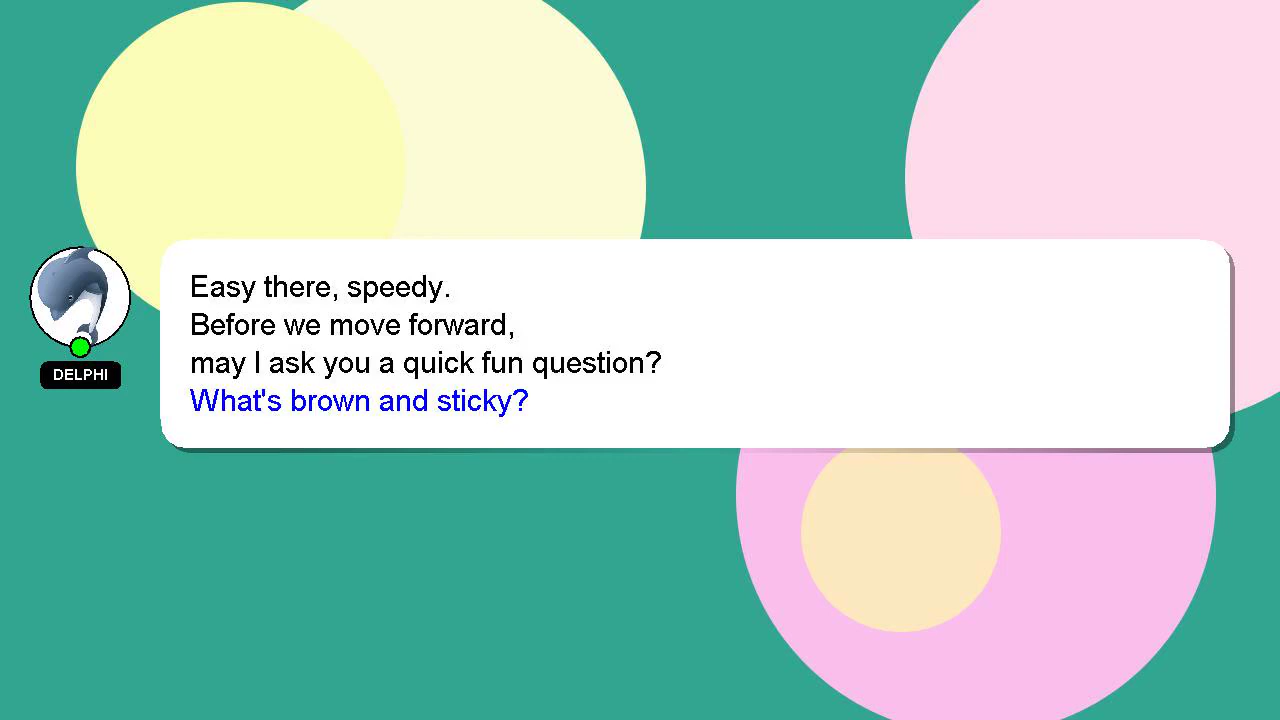 Easy there, speedy.
Before we move forward,
may I ask you a quick fun question?
What's brown and sticky?
DELPHI